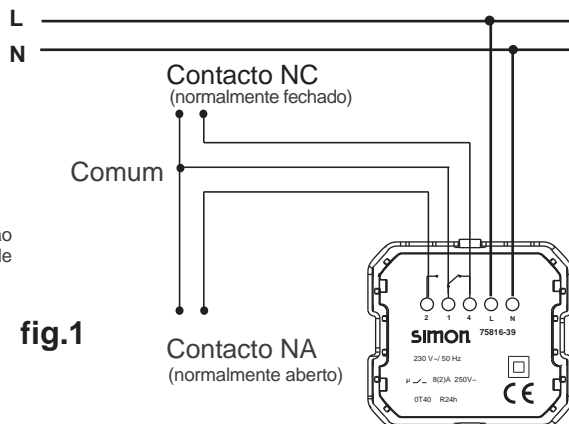 L
N
Contacto NC
(normalmente fechado)
Comum
fig.1
Contacto NA
(normalmente aberto)
2 1 4 L N
SIMON 75816-39
230 V~/ 50 Hz
µ 8(2)A 250V~
0T40 R24h
CE